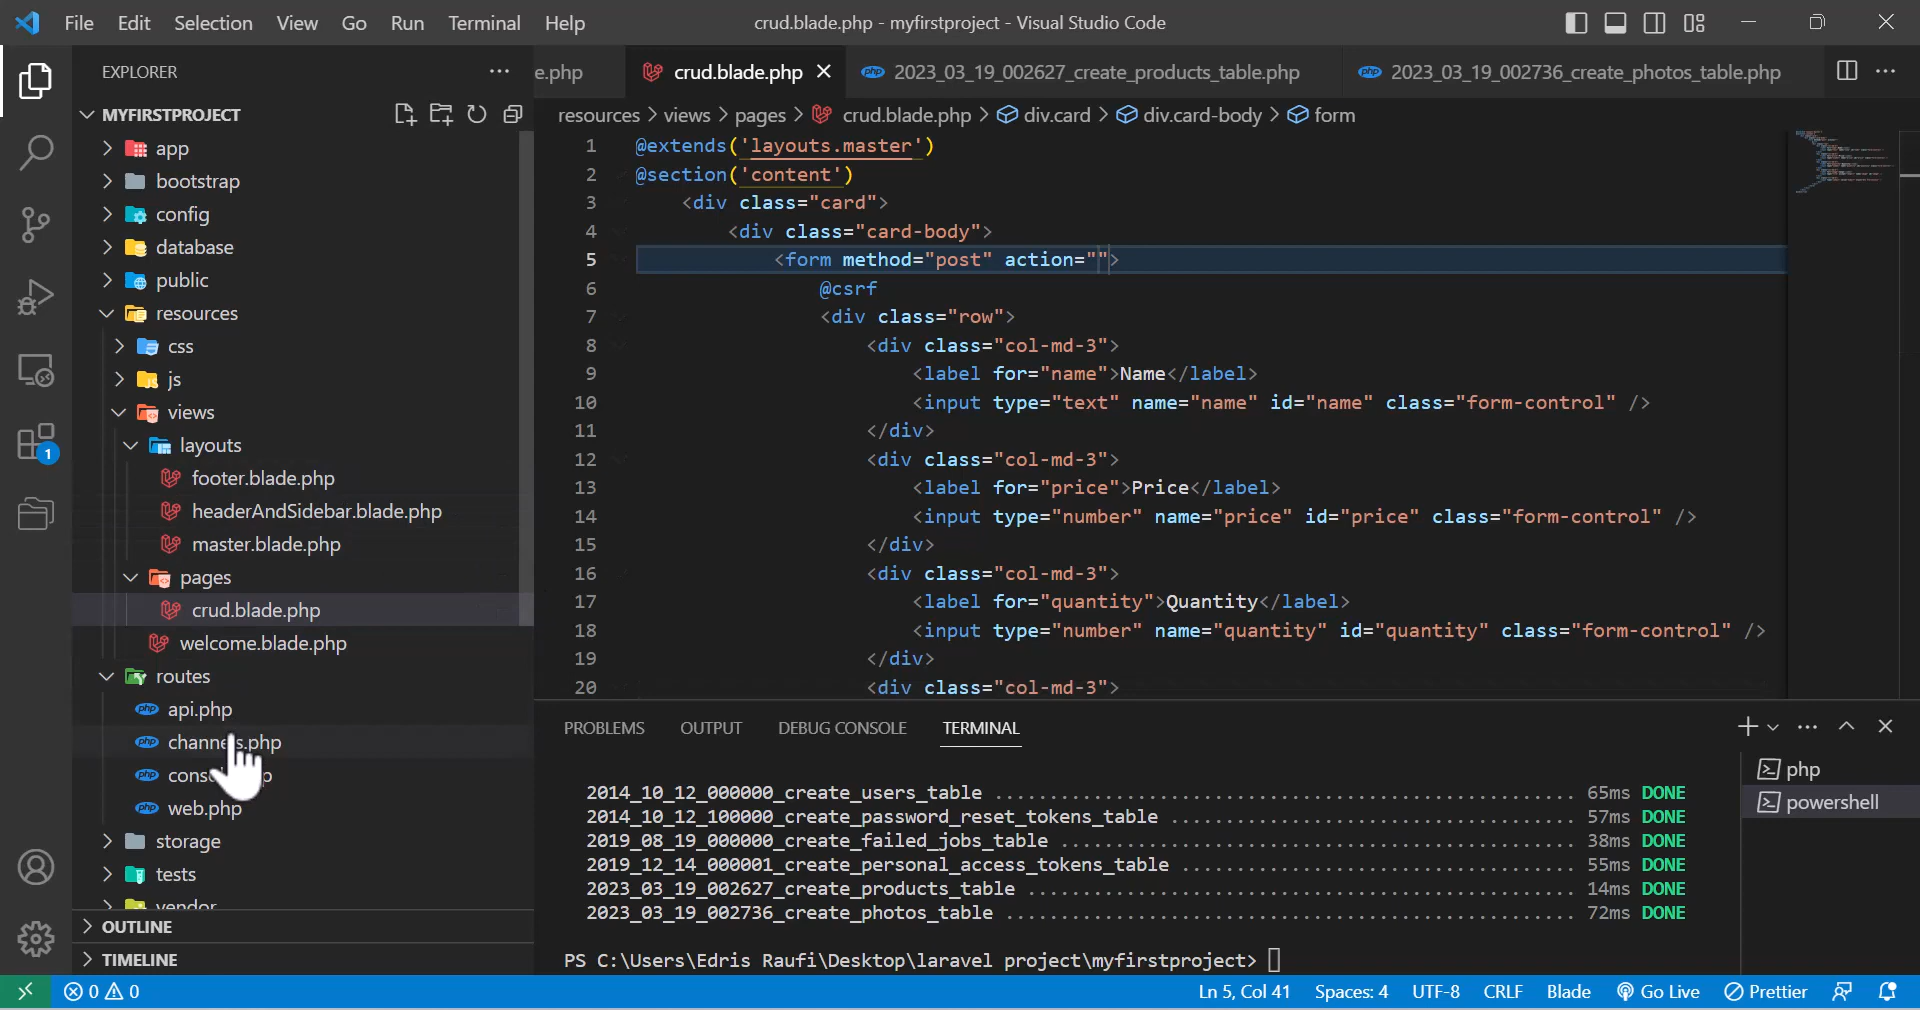 File Edit Selection View Go Run Terminal Help
crud.blade.php - myfirstproject - Visual Studio Code
EXPLORER
MYFIRSTPROJECT
app
bootstrap
config
database
public
resources
css
js
views
layouts
footer.blade.php
headerAndSidebar.blade.php
master.blade.php
pages
crud.blade.php
welcome.blade.php
routes
api.php
channels.php
web.php
storage
tests
vendor
OUTLINE
TIMELINE
1
e.php
crud.blade.php
2023_03_19_002627_create_products_table.php
2023_03_19_002736_create_photos_table.php
resources > views > pages > crud.blade.php > div.card > div.card-body > form
1 @extends('layouts.master')
2 @section('content')
3 <div class="card">
4 <div class="card-body">
5 <form method="post" action="">
6 @csrf
7 <div class="row">
8 <div class="col-md-3">
9 <label for="name">Name</label>
10 <input type="text" name="name" id="name" class="form-control" />
11 </div>
12 <div class="col-md-3">
13 <label for="price">Price</label>
14 <input type="number" name="price" id="price" class="form-control" />
15 </div>
16 <div class="col-md-3">
17 <label for="quantity">Quantity</label>
18 <input type="number" name="quantity" id="quantity" class="form-control" />
19 </div>
20 <div class="col-md-3">
PROBLEMS OUTPUT DEBUG CONSOLE TERMINAL
2014_10_12_000000_create_users_table ..................................................... 65ms DONE
2014_10_12_100000_create_password_reset_tokens_table ..................................... 57ms DONE
2019_08_19_000000_create_failed_jobs_table ............................................... 38ms DONE
2019_12_14_000001_create_personal_access_tokens_table .................................... 55ms DONE
2023_03_19_002627_create_products_table .................................................. 14ms DONE
2023_03_19_002736_create_photos_table .................................................... 72ms DONE
PS C:\Users\Edris Raufi\Desktop\laravel project\myfirstproject>
php
powershell
0 0
Ln 5, Col 41 Spaces: 4 UTF-8 CRLF Blade Go Live Prettier